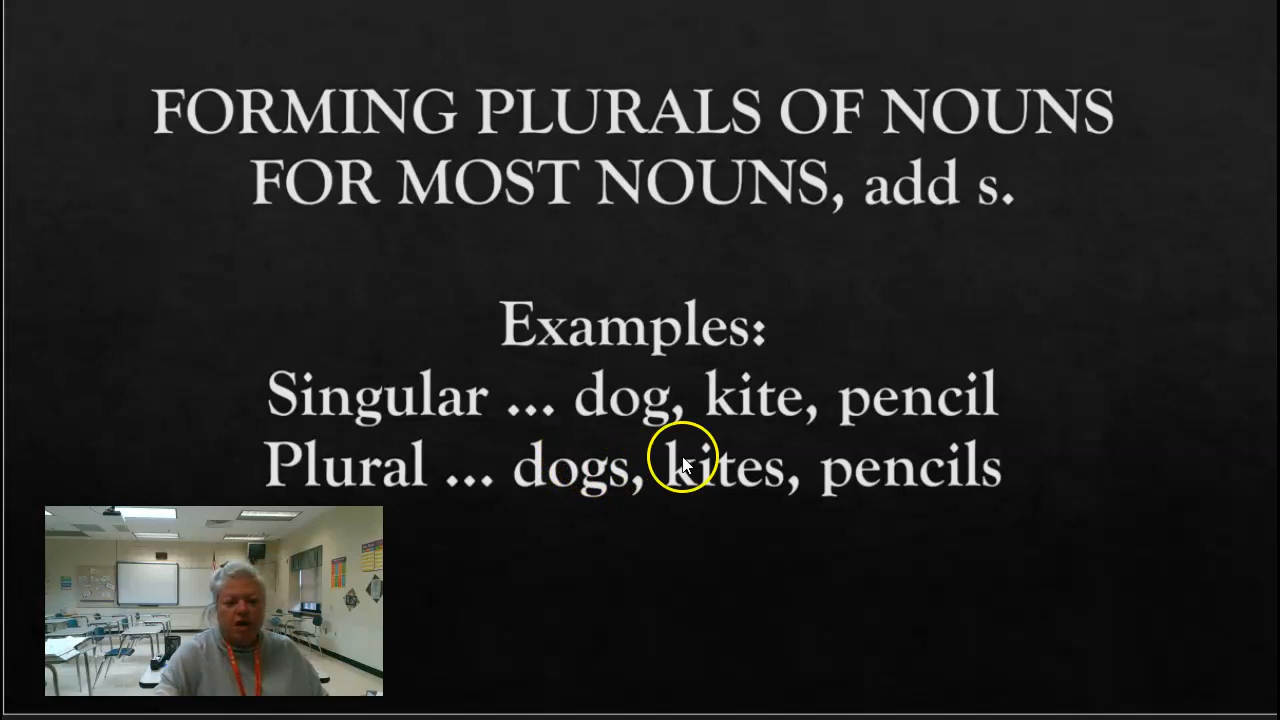 FORMING PLURALS OF NOUNS
FOR MOST NOUNS, add s.
Examples:
Singular ... dog, kite, pencil
Plural ... dogs, kites, pencils